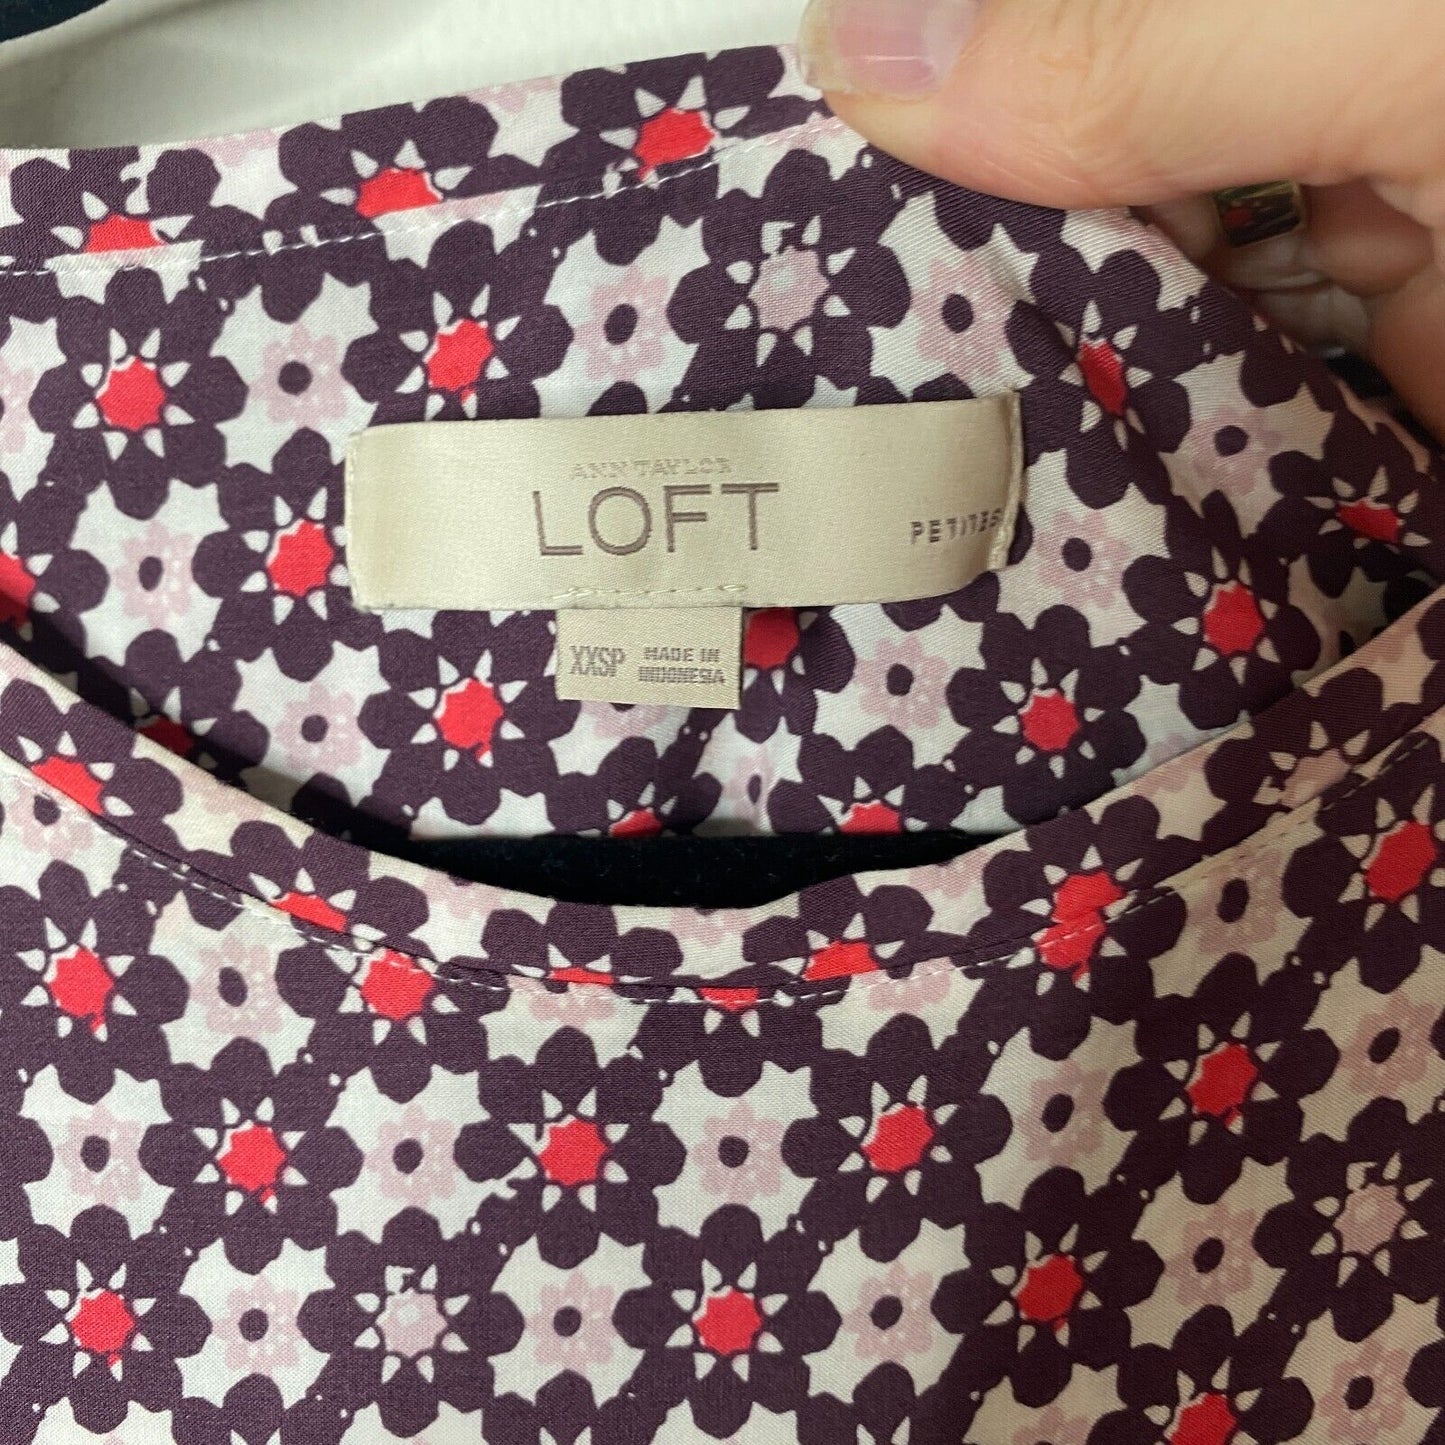 ANN TAYLOR
LOFT
PETITES
XXSP
MADE IN
INDONESIA